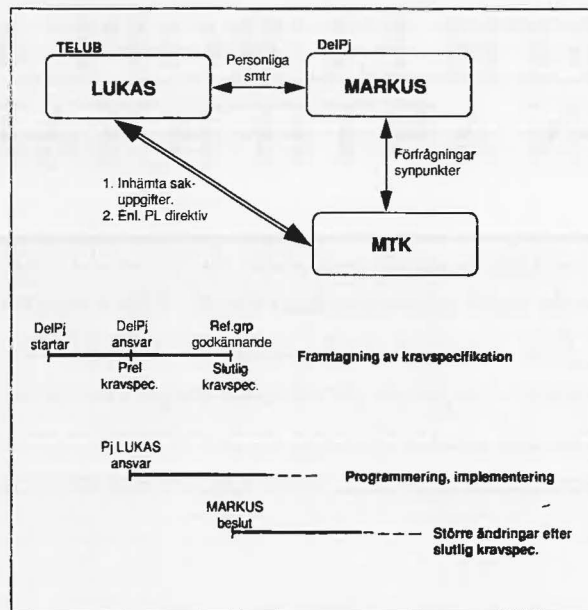 TELUB
LUKAS
Personliga
smtr
DelPj
MARKUS
Förfrågningar
synpunkter
1. Inhämta sak-
uppgifter.
2. Enl. PL direktiv
MTK
DelPj
startar
DelPj
ansvar
Ref.grp
godkännande
Prel
kravspec.
Slutlig
kravspec.
Framtagning av kravspecifikation
Pj LUKAS
ansvar
Programmering, implementering
MARKUS
beslut
Större ändringar efter
slutlig kravspec.